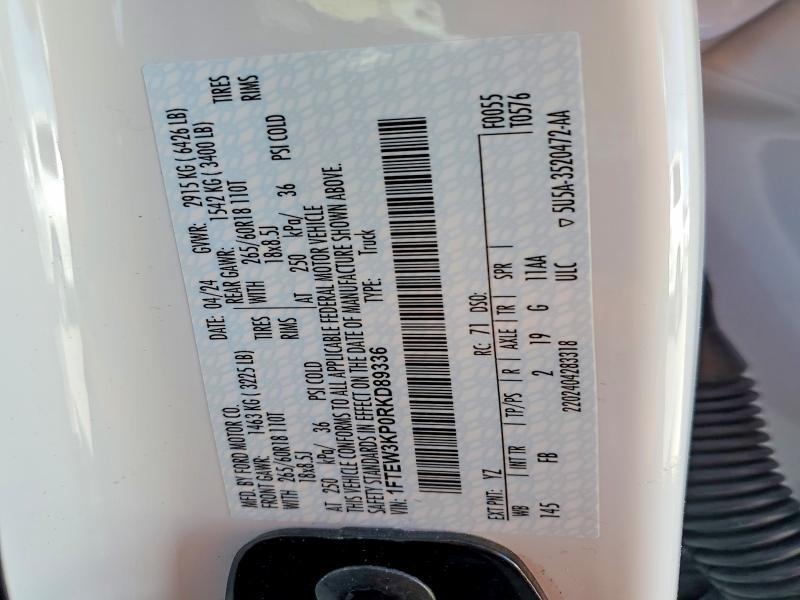 MFD. BY FORD MOTOR CO. DATE: 04/24 GVWR: 2915 KG ( 6426 LB)
FRONT GAWR: 1463 KG ( 3225 LB) REAR GAWR: 1542 KG ( 3400 LB)
WITH 265/60R18 110T TIRES WITH 265/60R18 110T TIRES
18x8.5J RIMS 18x8.5J RIMS
AT 250 kPa/ 36 PSI COLD AT 250 kPa/ 36 PSI COLD
THIS VEHICLE CONFORMS TO ALL APPLICABLE FEDERAL MOTOR VEHICLE
SAFETY STANDARDS IN EFFECT ON THE DATE OF MANUFACTURE SHOWN ABOVE.
VIN: 1FTEW3KP0RKD89336 TYPE: Truck
F0055
EXT PNT: YZ RC: 71 DSO: T0576
WB INT TR TP/PS R AXLE TR SPR
145 FB 2 19 G 11AA
2202404283318 ULC ▽ 5U5A-3520472-AA